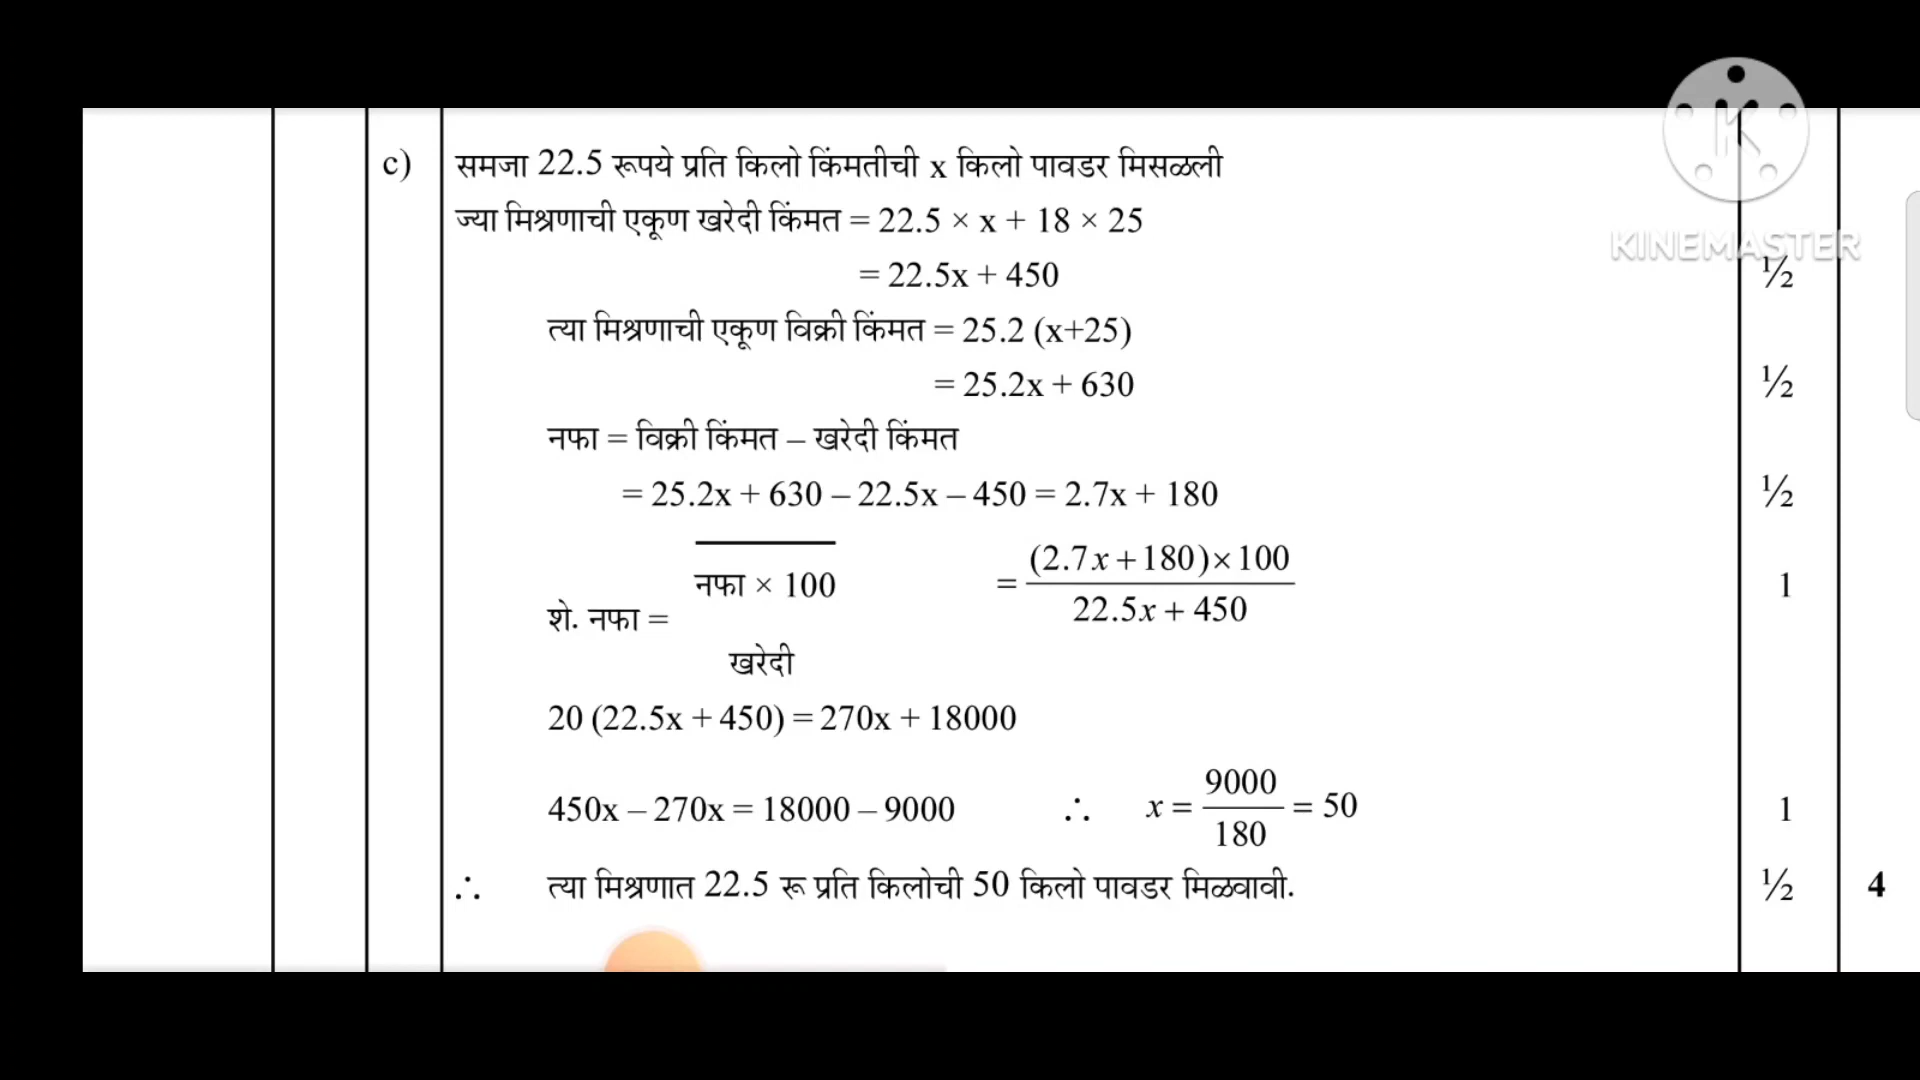 KINEMASTER
c) समजा 22.5 रूपये प्रति किलो किंमतीची x किलो पावडर मिसळली
ज्या मिश्रणाची एकूण खरेदी किंमत = 22.5 × x + 18 × 25
= 22.5x + 450 ½
त्या मिश्रणाची एकूण विक्री किंमत = 25.2 (x+25)
= 25.2x + 630 ½
नफा = विक्री किंमत – खरेदी किंमत
= 25.2x + 630 – 22.5x – 450 = 2.7x + 180 ½
शे. नफा = नफा × 100 / खरेदी = (2.7x + 180) × 100 / 22.5x + 450 1
20 (22.5x + 450) = 270x + 18000
450x – 270x = 18000 – 9000 ∴ x = 9000 / 180 = 50 1
∴ त्या मिश्रणात 22.5 रू प्रति किलोची 50 किलो पावडर मिळवावी. ½ 4